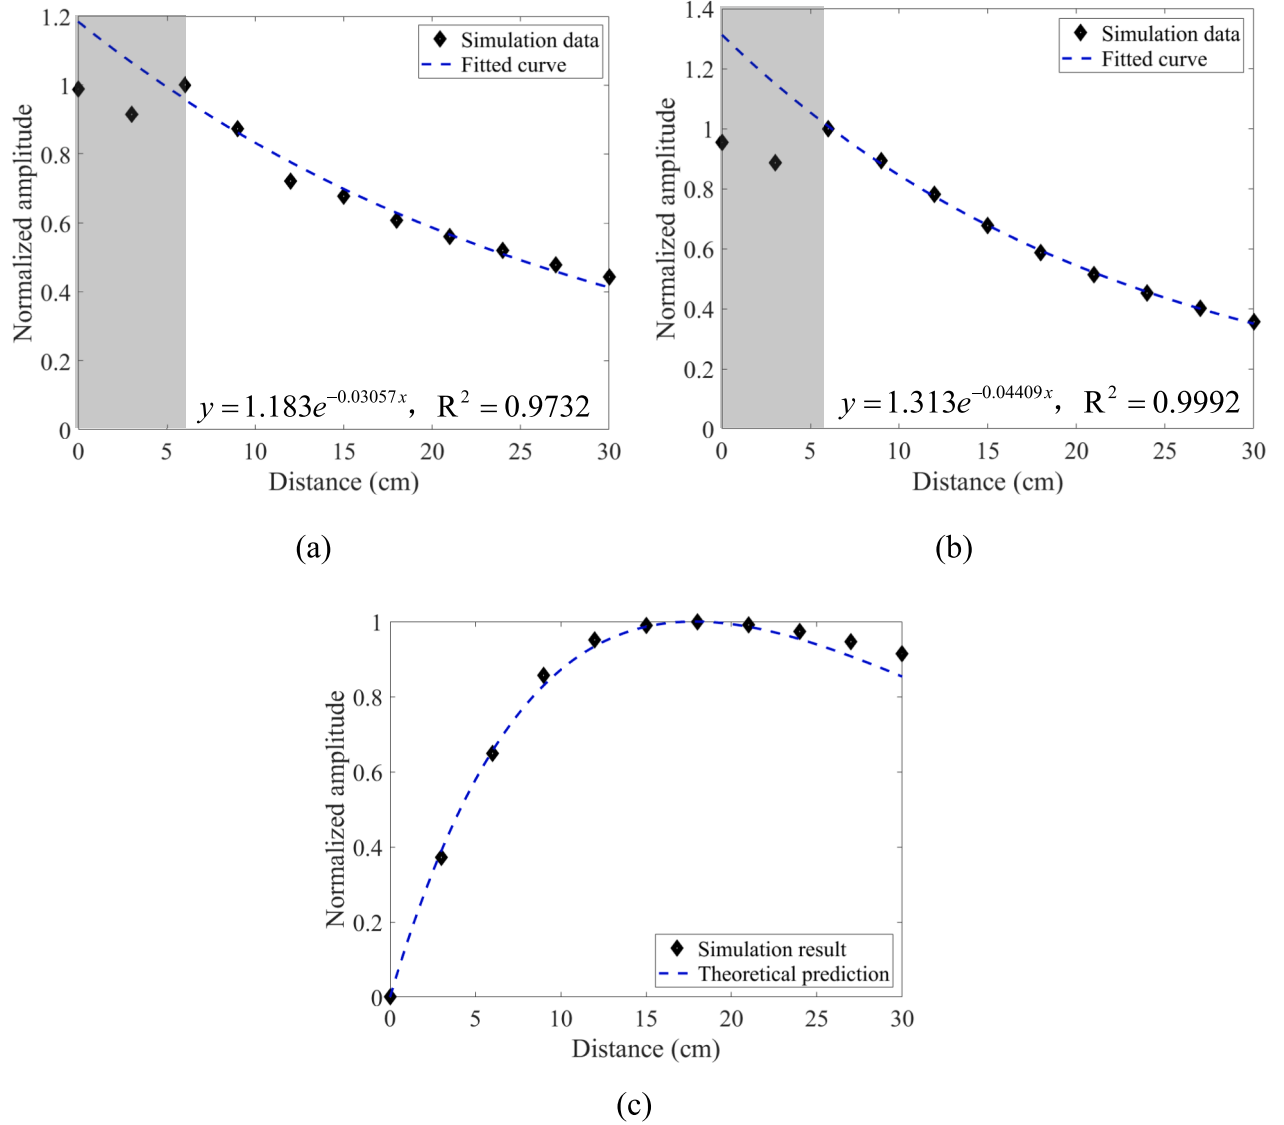 1.2
1
0.8
0.6
0.4
0.2
0
Normalized amplitude
Simulation data
Fitted curve
y = 1.183e^{-0.03057x}, R^2 = 0.9732
0 5 10 15 20 25 30
Distance (cm)
(a)
1.4
1.2
1
0.8
0.6
0.4
0.2
0
Normalized amplitude
Simulation data
Fitted curve
y = 1.313e^{-0.04409x}, R^2 = 0.9992
0 5 10 15 20 25 30
Distance (cm)
(b)
1
0.8
0.6
0.4
0.2
0
Normalized amplitude
Simulation result
Theoretical prediction
0 5 10 15 20 25 30
Distance (cm)
(c)